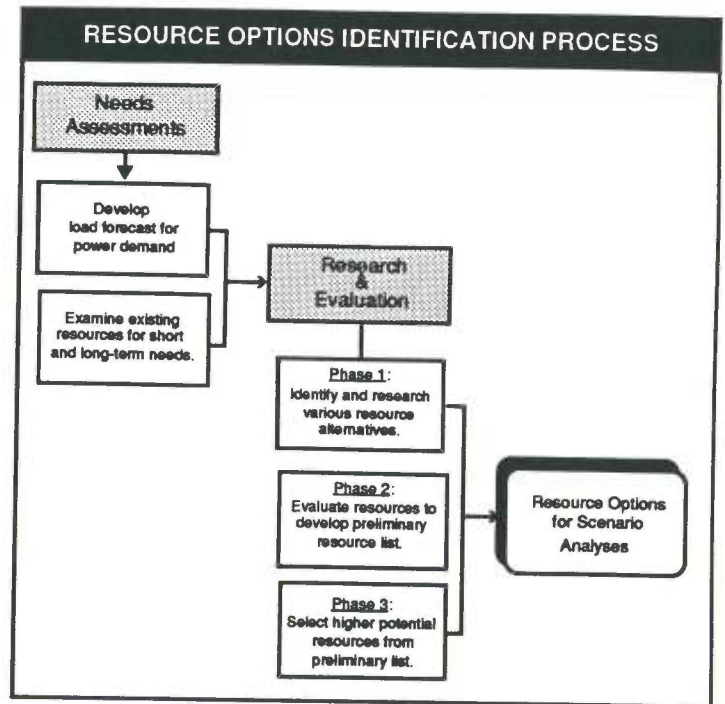 RESOURCE OPTIONS IDENTIFICATION PROCESS
Needs
Assessments
Develop
load forecast for
power demand
Examine existing
resources for short
and long-term needs.
Research
&
Evaluation
Phase 1:
Identify and research
various resource
alternatives.
Phase 2:
Evaluate resources to
develop preliminary
resource list.
Phase 3:
Select higher potential
resources from
preliminary list.
Resource Options
for Scenario
Analyses